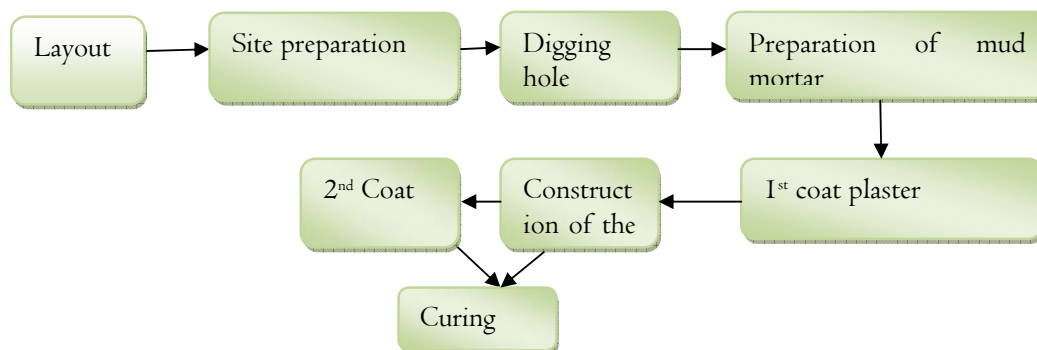 Layout
Site preparation
Digging
hole
Preparation of mud
mortar
1st coat plaster
Construct
ion of the
2nd Coat
Curing